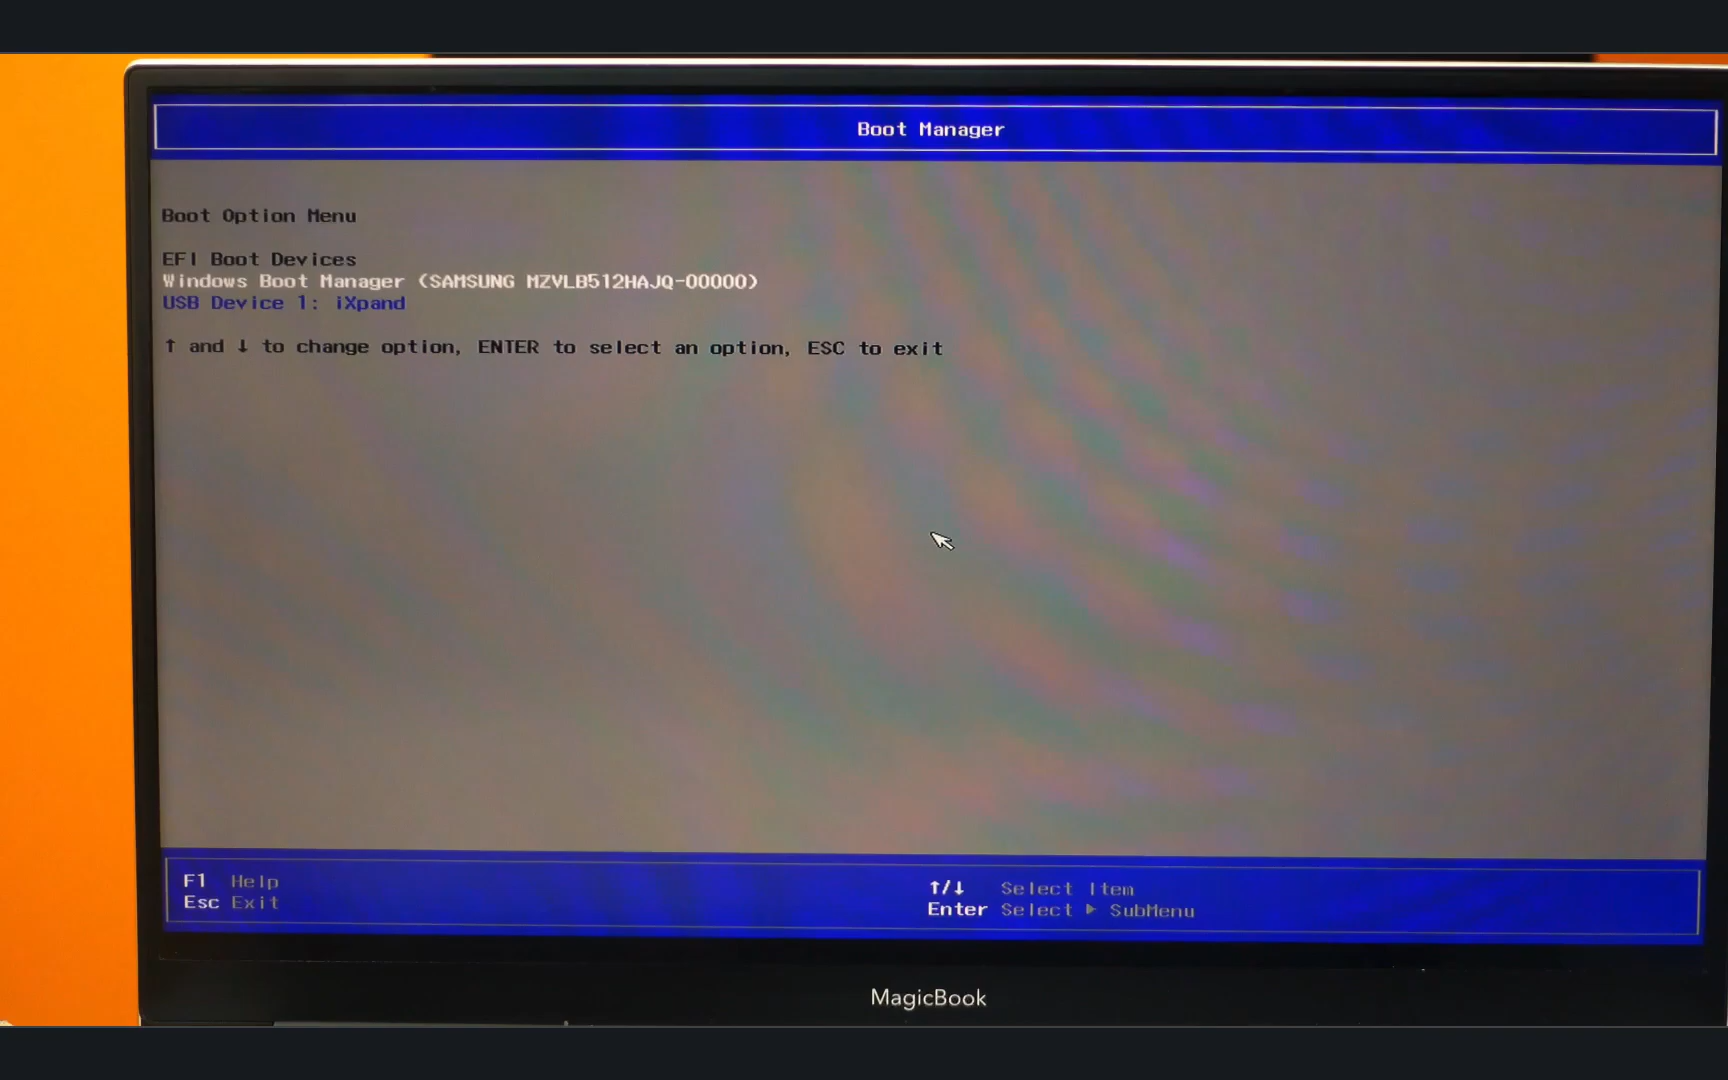 Boot Manager
Boot Option Menu
EFI Boot Devices
Windows Boot Manager (SAMSUNG MZVLB512HAJQ-00000)
USB Device 1: iXpand
↑ and ↓ to change option, ENTER to select an option, ESC to exit
F1 Help
Esc Exit
↑/↓ Select Item
Enter Select ▶ SubMenu
MagicBook